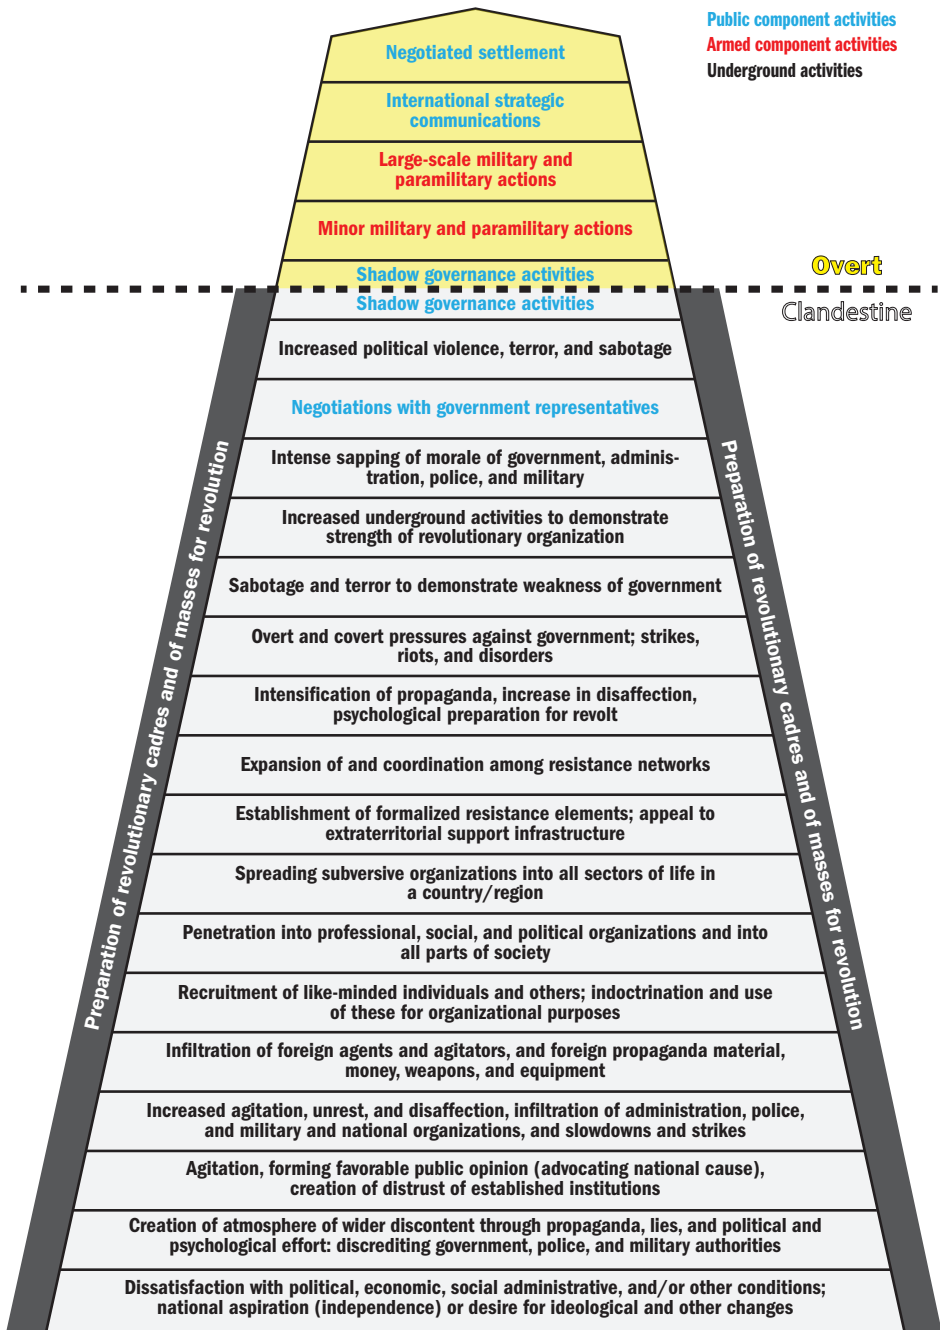 Public component activities
Armed component activities
Underground activities
Negotiated settlement
International strategic
communications
Large-scale military and
paramilitary actions
Minor military and paramilitary actions
Shadow governance activities
Overt
Clandestine
Shadow governance activities
Increased political violence, terror, and sabotage
Negotiations with government representatives
Intense sapping of morale of government, adminis-
tration, police, and military
Increased underground activities to demonstrate
strength of revolutionary organization
Sabotage and terror to demonstrate weakness of government
Overt and covert pressures against government; strikes,
riots, and disorders
Intensification of propaganda, increase in disaffection,
psychological preparation for revolt
Expansion of and coordination among resistance networks
Establishment of formalized resistance elements; appeal to
extraterritorial support infrastructure
Spreading subversive organizations into all sectors of life in
a country/region
Penetration into professional, social, and political organizations and into
all parts of society
Recruitment of like-minded individuals and others; indoctrination and use
of these for organizational purposes
Infiltration of foreign agents and agitators, and foreign propaganda material,
money, weapons, and equipment
Increased agitation, unrest, and disaffection, infiltration of administration, police,
and military and national organizations, and slowdowns and strikes
Agitation, forming favorable public opinion (advocating national cause),
creation of distrust of established institutions
Creation of atmosphere of wider discontent through propaganda, lies, and political and
psychological effort: discrediting government, police, and military authorities
Dissatisfaction with political, economic, social administrative, and/or other conditions;
national aspiration (independence) or desire for ideological and other changes
Preparation of revolutionary cadres and of masses for revolution
Preparation of revolutionary cadres and of masses for revolution